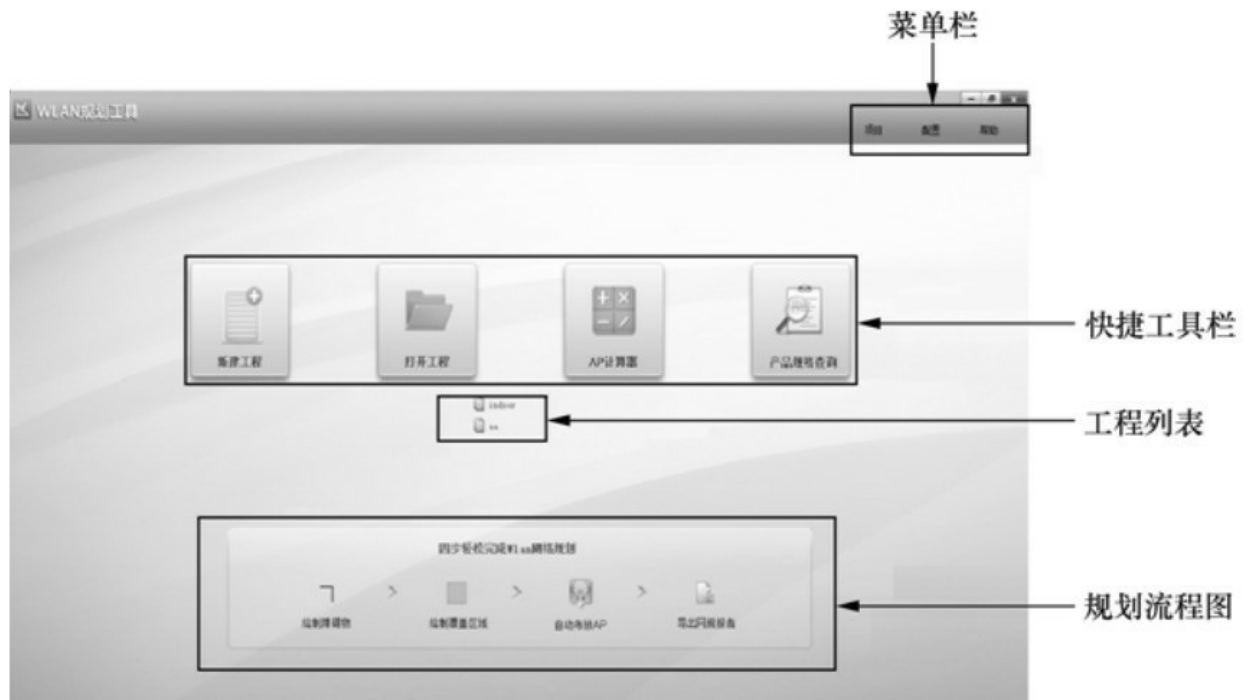 菜单栏
WLAN规划工具
项目 配置 帮助
新建工程 打开工程 AP计算器 产品规格查询
快捷工具栏
indoor
工程列表
四步轻松完成Wlan网络规划
绘制障碍物 > 绘制覆盖区域 > 自动布放AP > 导出网规报告
规划流程图